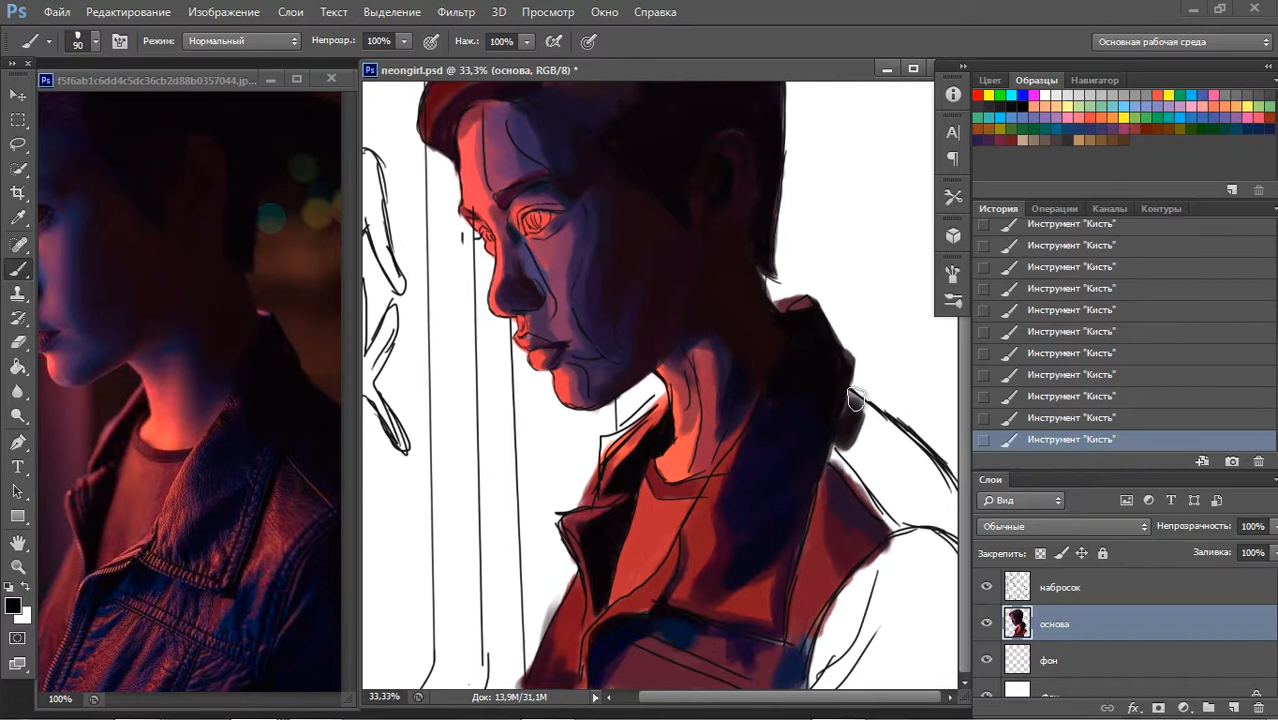 Ps Файл Редактирование Изображение Слои Текст Выделение Фильтр 3D Просмотр Окно Справка
90 Режим: Нормальный Непрозр.: 100% Наж.: 100% Основная рабочая среда
Ps f5f6ab1c6dd4c5dc36cb2d88b0357044.jp...
Ps neongirl.psd @ 33,3% (основа, RGB/8) *
Цвет Образцы Навигатор
История Операции Каналы Контуры
Инструмент "Кисть"
Инструмент "Кисть"
Инструмент "Кисть"
Инструмент "Кисть"
Инструмент "Кисть"
Инструмент "Кисть"
Инструмент "Кисть"
Инструмент "Кисть"
Инструмент "Кисть"
Инструмент "Кисть"
Инструмент "Кисть"
Слои
Вид
Обычные Непрозрачность: 100%
Закрепить: Заливка: 100%
набросок
основа
фон
100%
33,33% Док: 13,9M/31,1M
fx